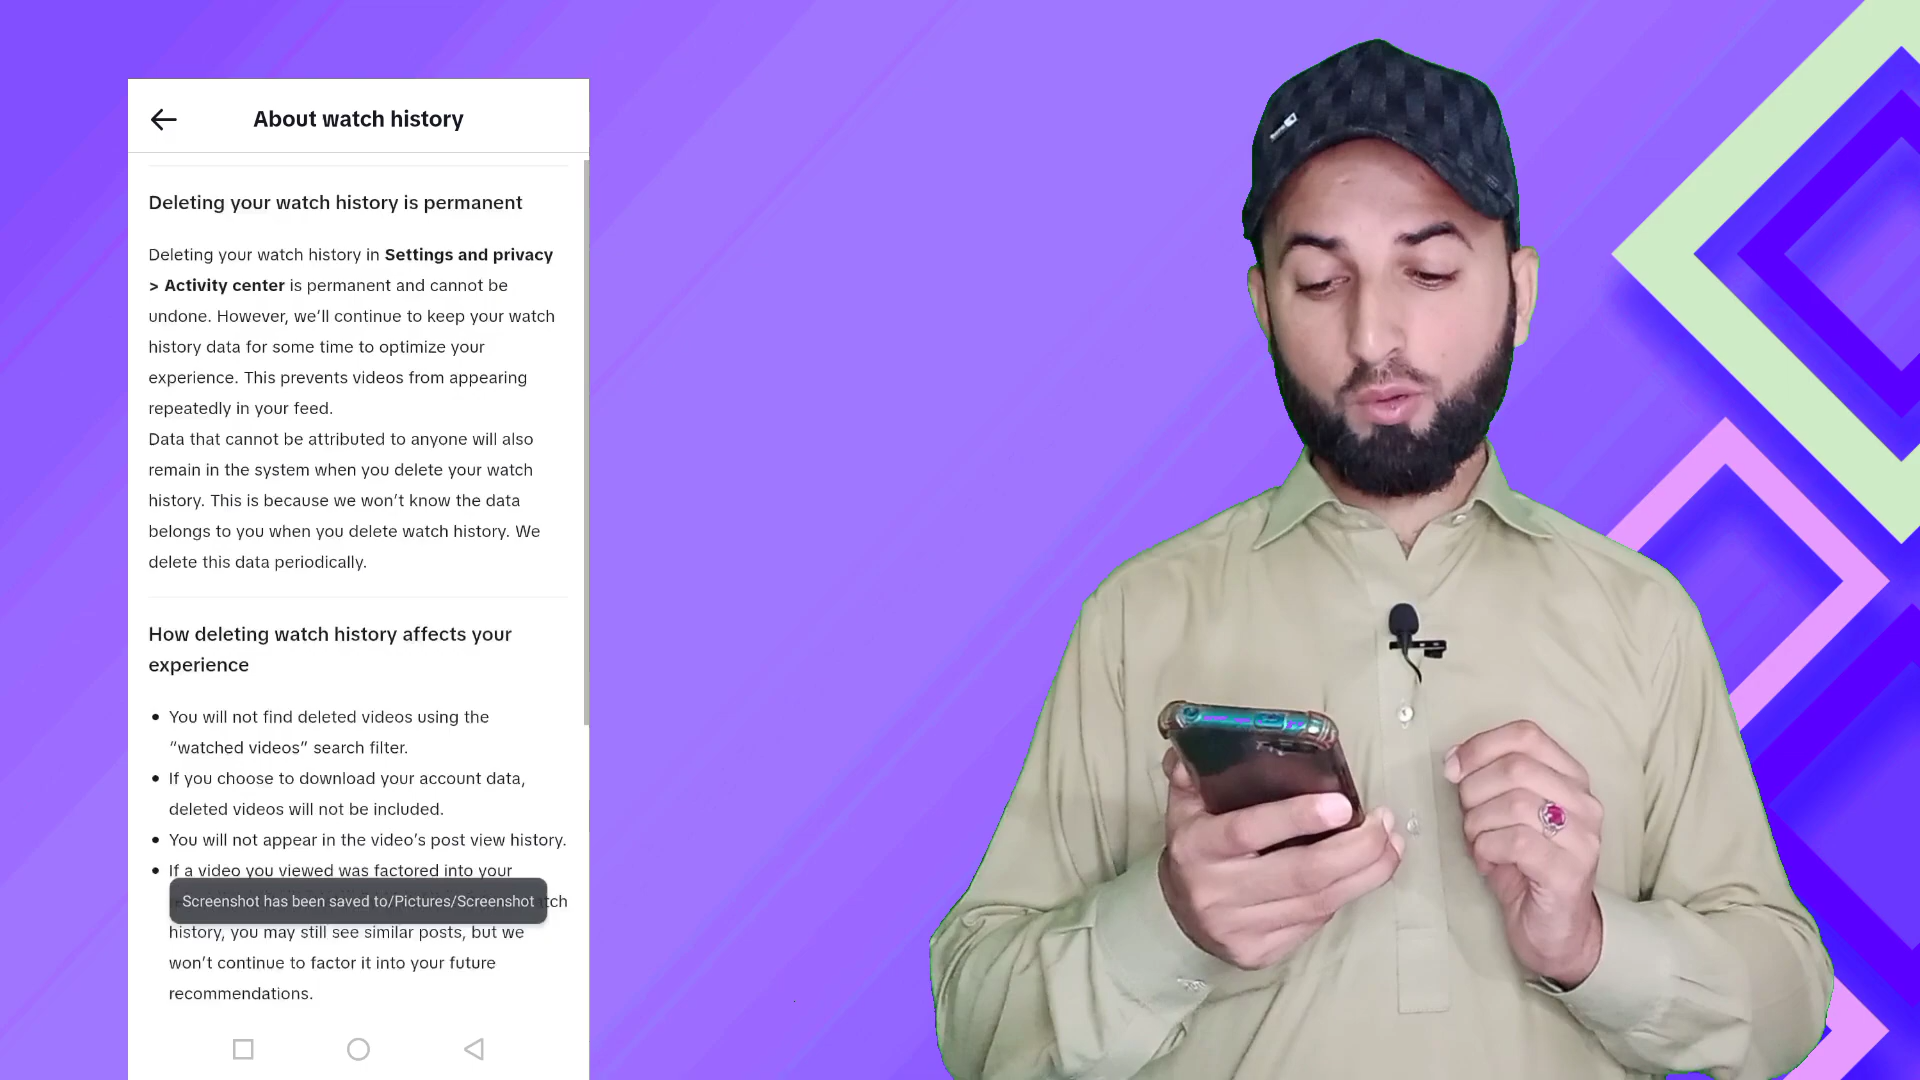 About watch history
Deleting your watch history is permanent
Deleting your watch history in Settings and privacy
> Activity center is permanent and cannot be
undone. However, we’ll continue to keep your watch
history data for some time to optimize your
experience. This prevents videos from appearing
repeatedly in your feed.
Data that cannot be attributed to anyone will also
remain in the system when you delete your watch
history. This is because we won’t know the data
belongs to you when you delete watch history. We
delete this data periodically.
How deleting watch history affects your
experience
You will not find deleted videos using the
“watched videos” search filter.
If you choose to download your account data,
deleted videos will not be included.
You will not appear in the video’s post view history.
If a video you viewed was factored into your
Screenshot has been saved to/Pictures/Screenshot
history, you may still see similar posts, but we
won’t continue to factor it into your future
recommendations.